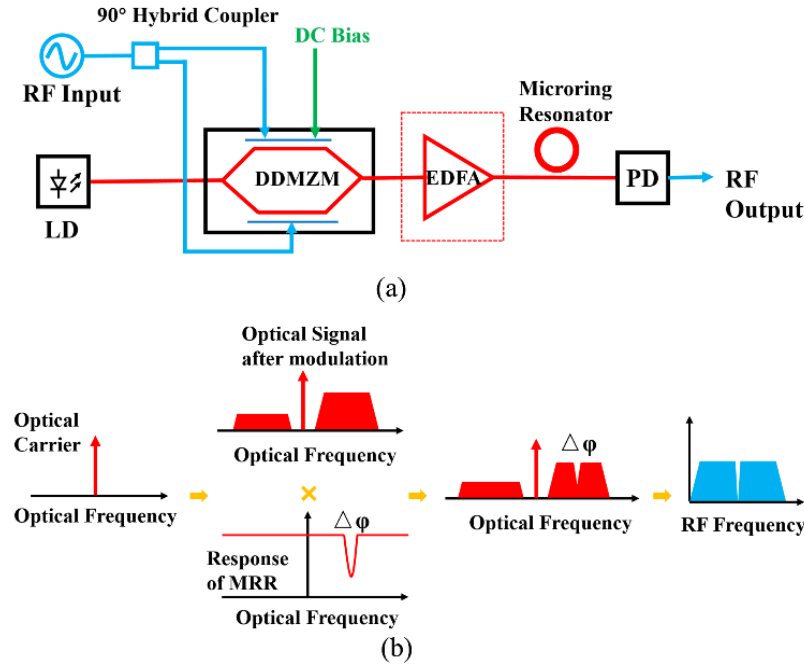 90° Hybrid Coupler
DC Bias
RF Input
Microring
Resonator
DDMZM
EDFA
PD
RF
Output
LD
(a)
Optical Signal
after modulation
Optical
Carrier
Optical Frequency
Optical Frequency
△ φ
Optical Frequency
RF Frequency
△ φ
Response
of MRR
Optical Frequency
(b)